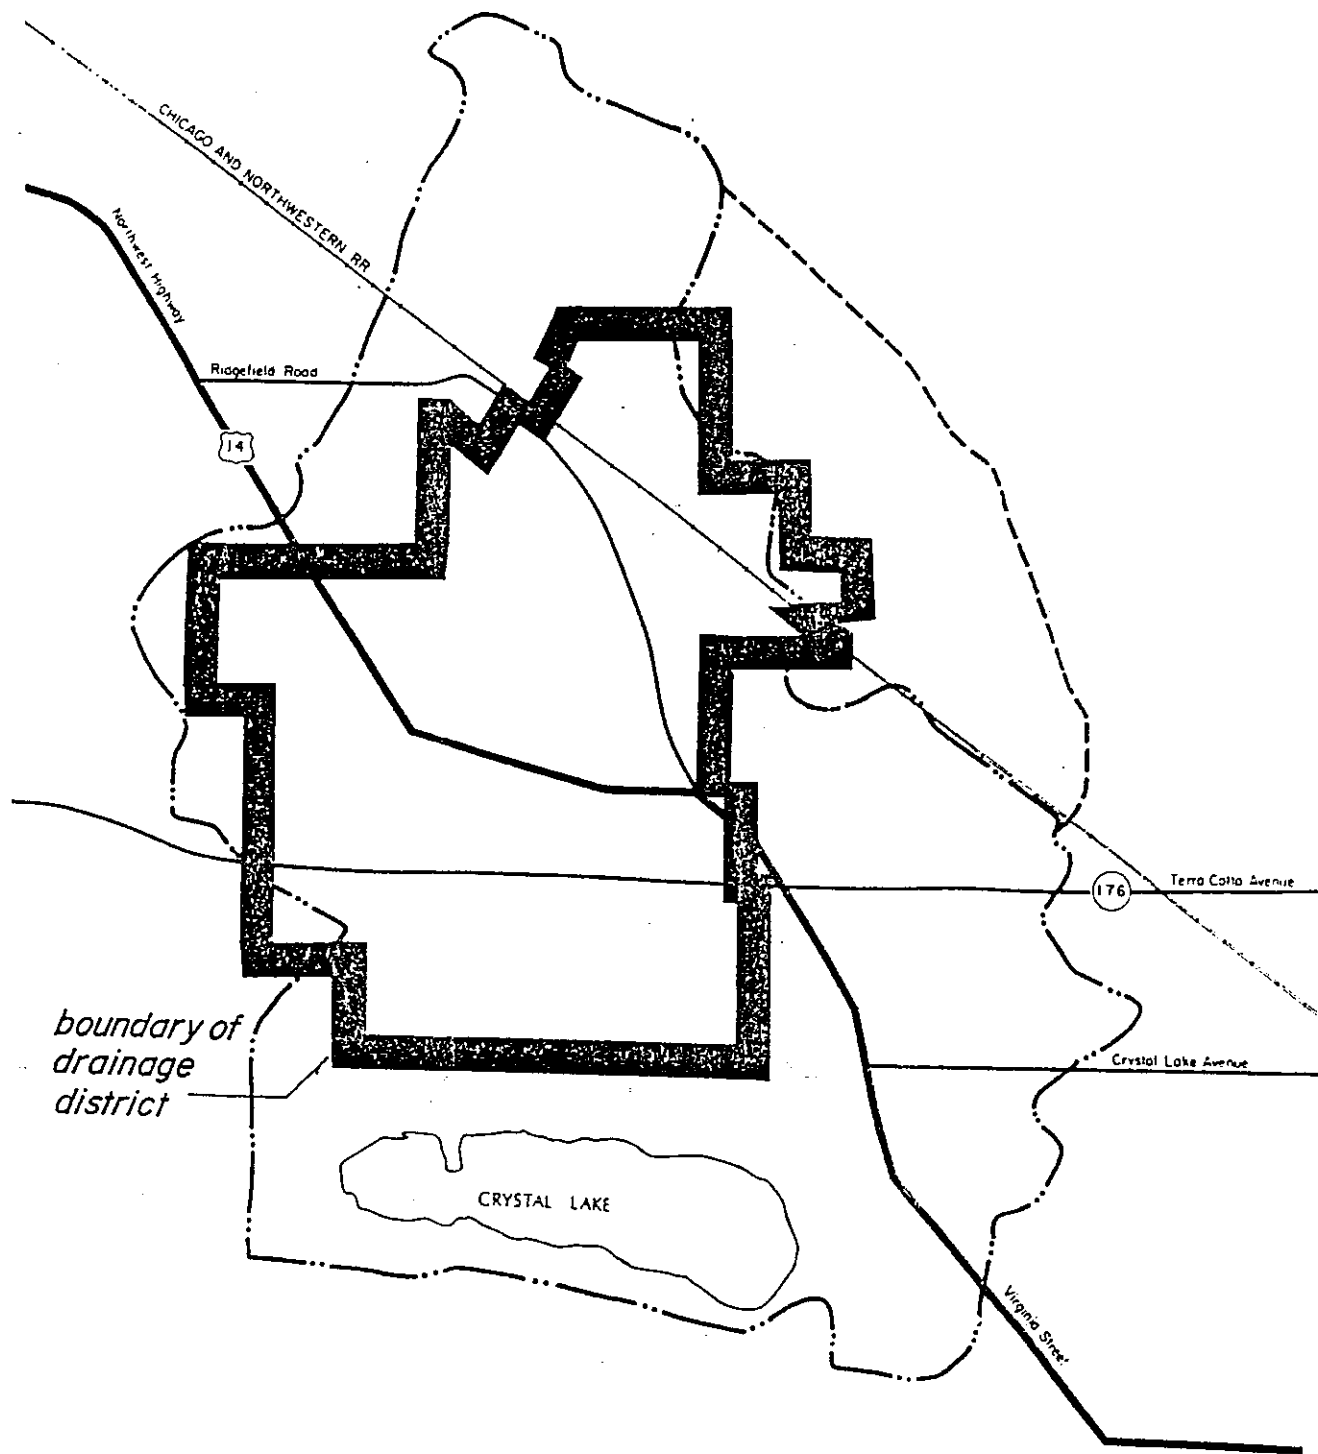 CHICAGO AND NORTHWESTERN RR
Northwest Highway
Ridgefield Road
14
176
Terra Cotta Avenue
boundary of
drainage
district
Crystal Lake Avenue
CRYSTAL LAKE
Virginia Street